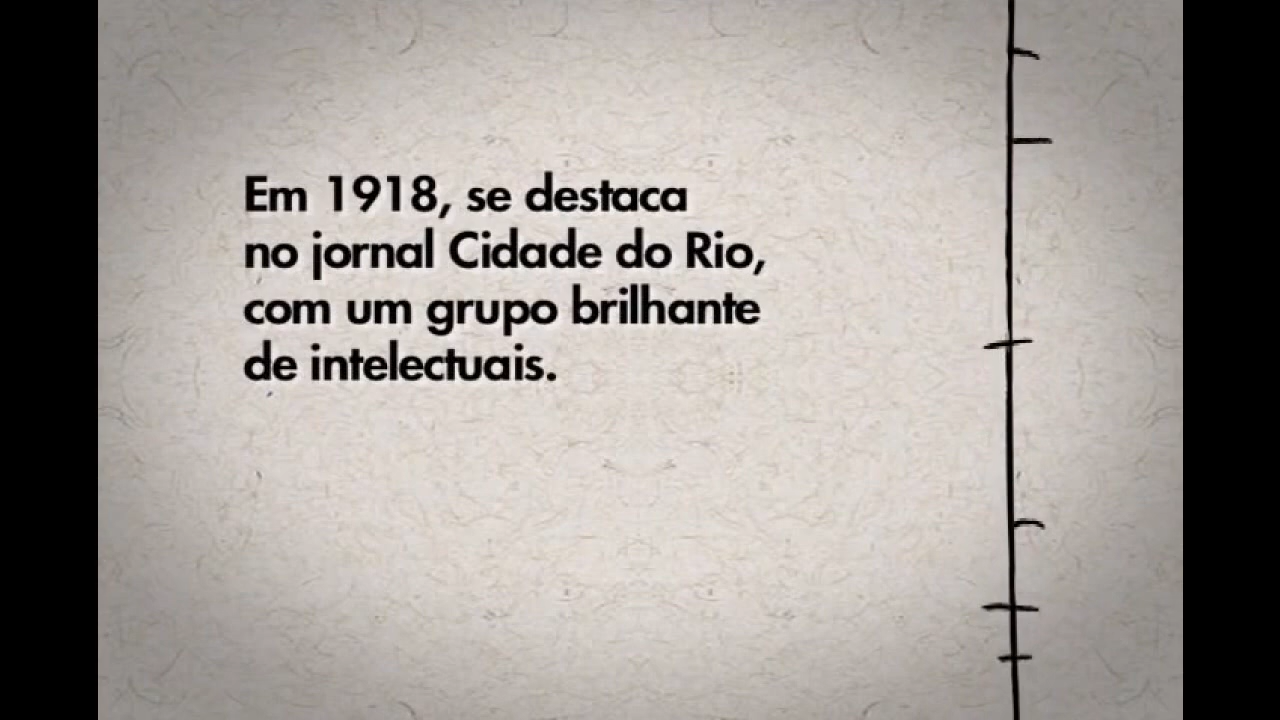 Em 1918, se destaca
no jornal Cidade do Rio,
com um grupo brilhante
de intelectuais.